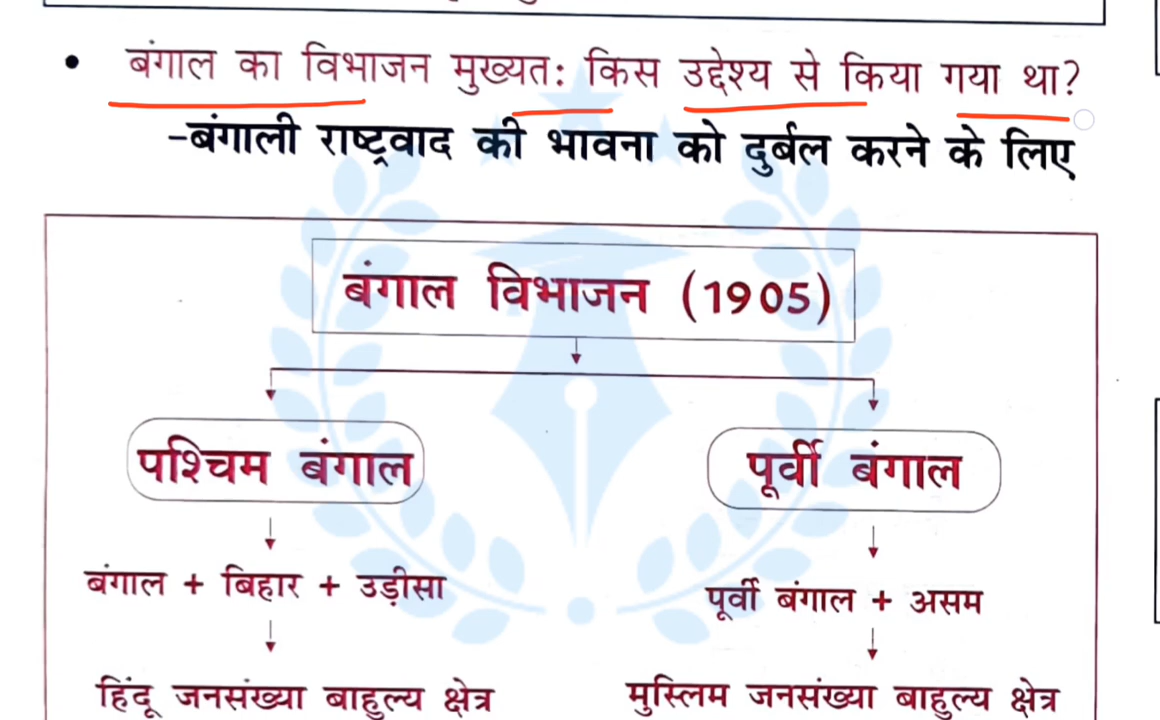 • बंगाल का विभाजन मुख्यतः किस उद्देश्य से किया गया था?
-बंगाली राष्ट्रवाद की भावना को दुर्बल करने के लिए
बंगाल विभाजन (1905)
पश्चिम बंगाल
पूर्वी बंगाल
बंगाल + बिहार + उड़ीसा
पूर्वी बंगाल + असम
हिंदू जनसंख्या बाहुल्य क्षेत्र
मुस्लिम जनसंख्या बाहुल्य क्षेत्र